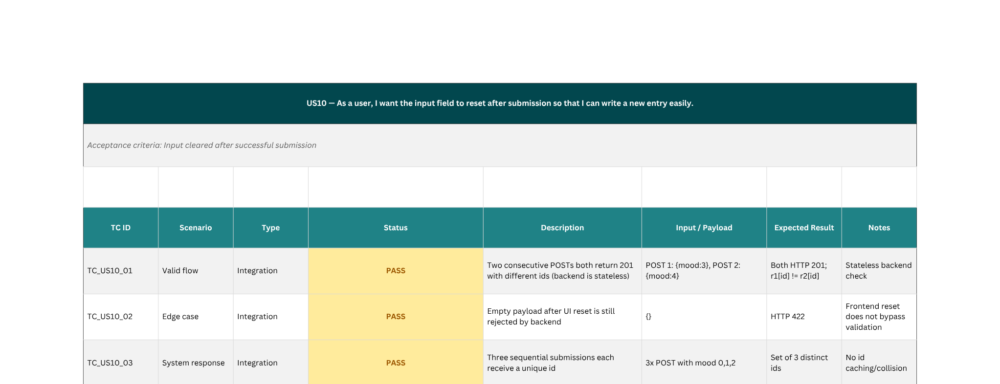 US10 — As a user, I want the input field to reset after submission so that I can write a new entry easily.
Acceptance criteria: Input cleared after successful submission
TC ID
Scenario
Type
Status
Description
Input / Payload
Expected Result
Notes
TC_US10_01
Valid flow
Integration
PASS
Two consecutive POSTs both return 201
with different ids (backend is stateless)
POST 1: {mood:3}, POST 2:
{mood:4}
Both HTTP 201;
r1[id] != r2[id]
Stateless backend
check
TC_US10_02
Edge case
Integration
PASS
Empty payload after UI reset is still
rejected by backend
{}
HTTP 422
Frontend reset
does not bypass
validation
TC_US10_03
System response
Integration
PASS
Three sequential submissions each
receive a unique id
3x POST with mood 0,1,2
Set of 3 distinct
ids
No id
caching/collision